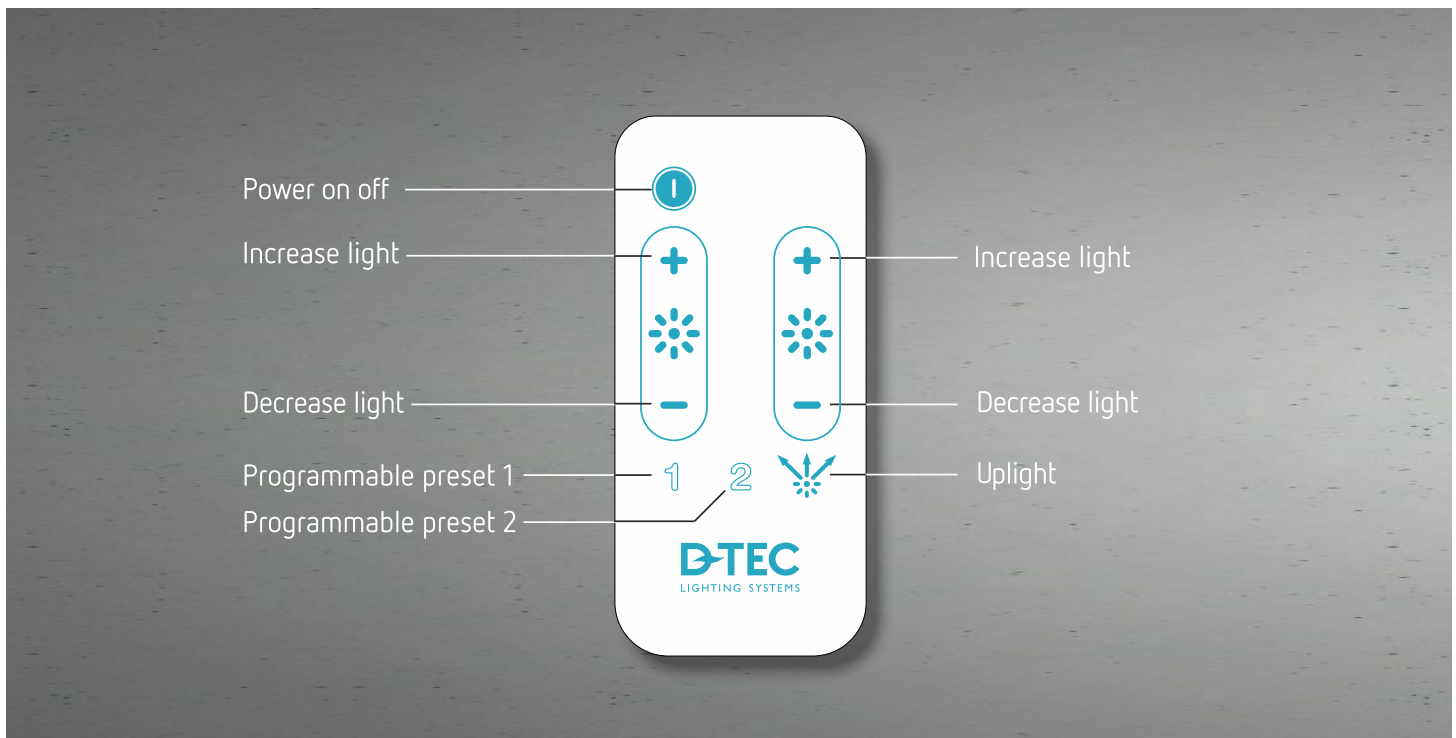 Power on off
Increase light
Decrease light
Programmable preset 1
Programmable preset 2
Increase light
Decrease light
Uplight
1 2
D-TEC
LIGHTING SYSTEMS